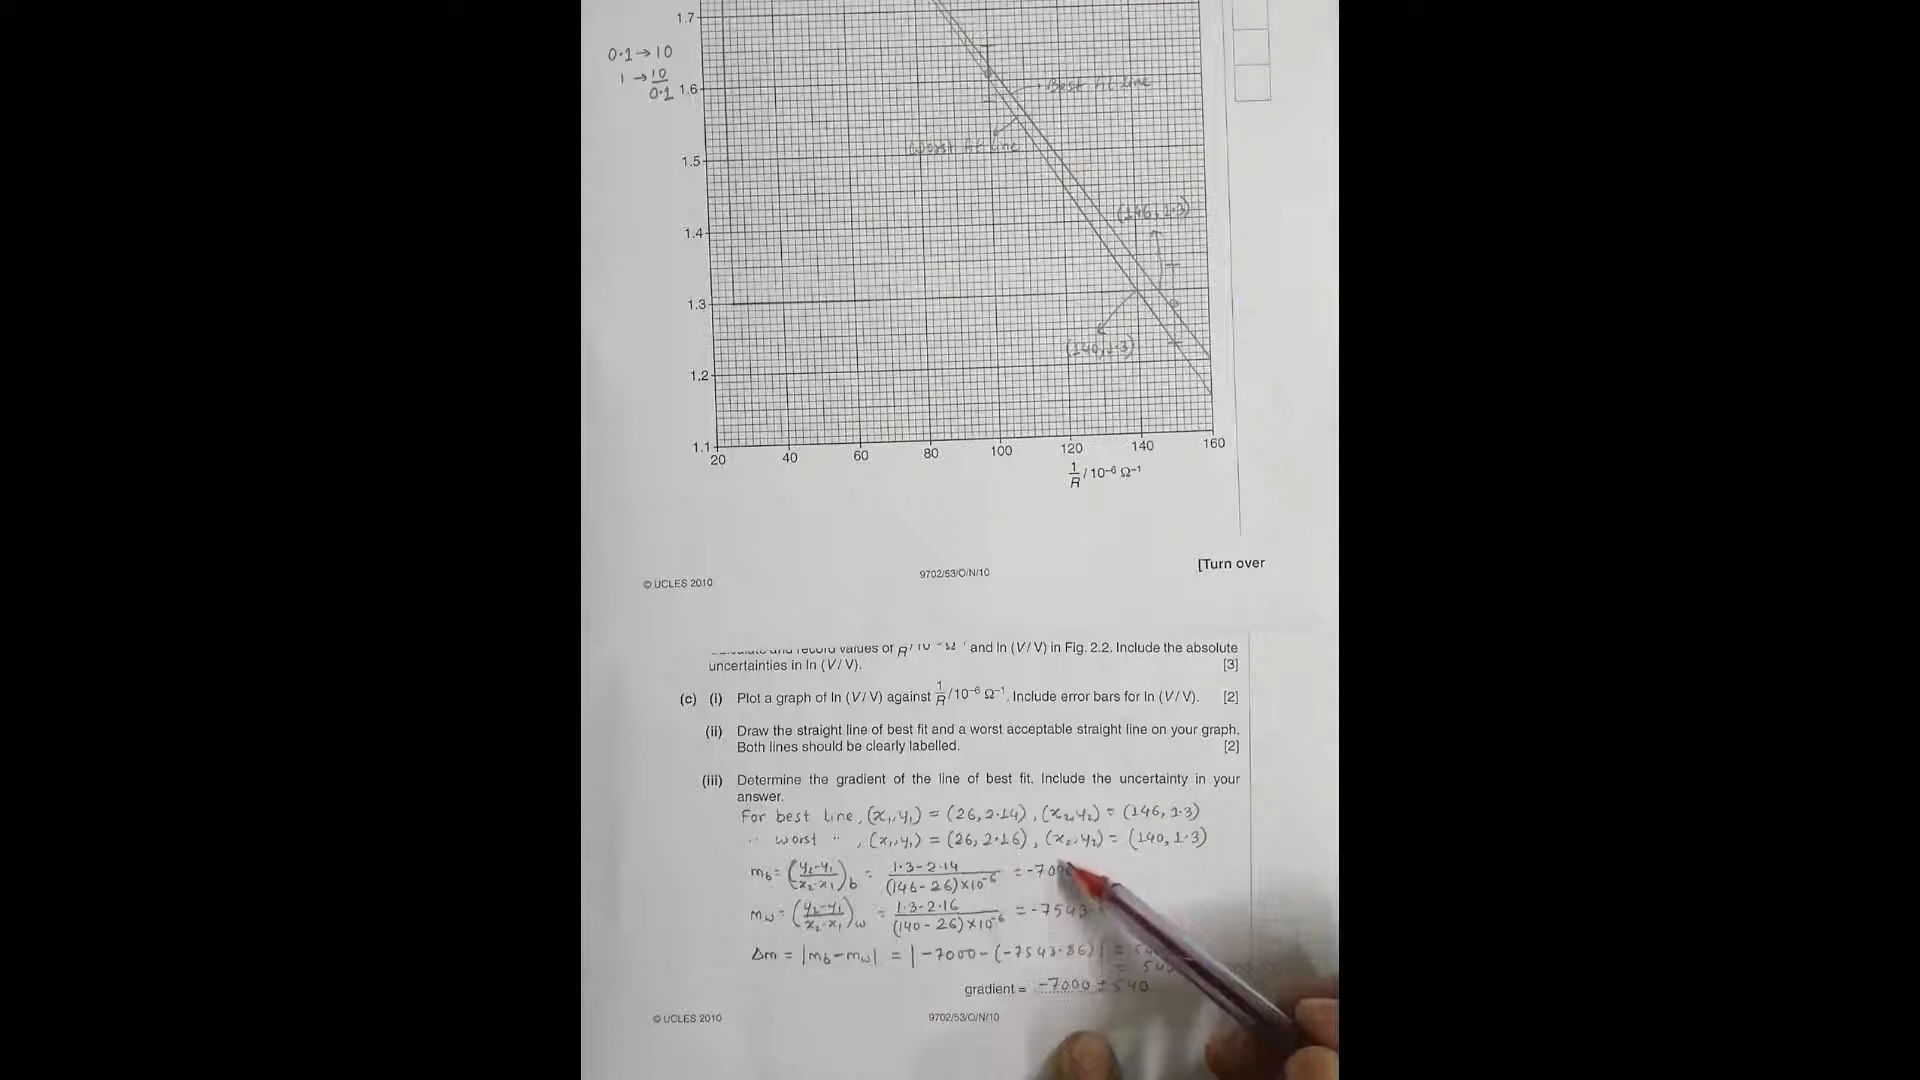 1.7
0.1→10
1→10/0.1
1.6
Best fit line
Worst fit line
1.5
(146, 1.3)
1.4
1.3
(140, 1.3)
1.2
1.1
20 40 60 80 100 120 140 160
1/R / 10⁻⁶ Ω⁻¹
[Turn over
© UCLES 2010 9702/53/O/N/10
values of and ln (V/V) in Fig. 2.2. Include the absolute
uncertainties in ln (V/V). [3]
(c) (i) Plot a graph of ln (V/V) against 1/R /10⁻⁶ Ω⁻¹. Include error bars for ln (V/V). [2]
(ii) Draw the straight line of best fit and a worst acceptable straight line on your graph.
Both lines should be clearly labelled. [2]
(iii) Determine the gradient of the line of best fit. Include the uncertainty in your
answer.
For best line, (x₁,y₁) = (26, 2.14), (x₂,y₂) = (146, 1.3)
" worst ", (x₁,y₁) = (26, 2.16), (x₂,y₂) = (140, 1.3)
m_b = (y₂-y₁/x₂-x₁)_b = 1.3-2.14/(146-26)×10⁻⁶ =
m_w = (y₂-y₁/x₂-x₁)_w = 1.3-2.16/(140-26)×10⁻⁶ = -7543
Δm = |m_b-m_w| = |-7000-(-7543.86)| =
gradient = -7000 ± 540
© UCLES 2010 9702/53/O/N/10